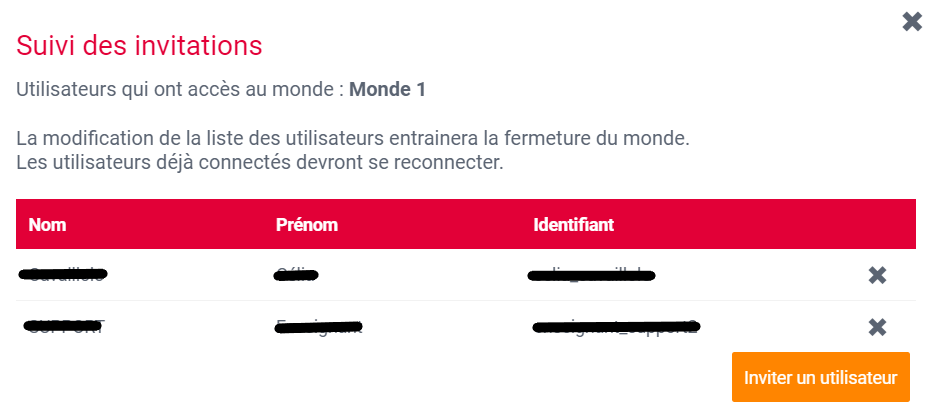 Suivi des invitations
Utilisateurs qui ont accès au monde : Monde 1
La modification de la liste des utilisateurs entrainera la fermeture du monde.
Les utilisateurs déjà connectés devront se reconnecter.
Nom Prénom Identifiant
Inviter un utilisateur